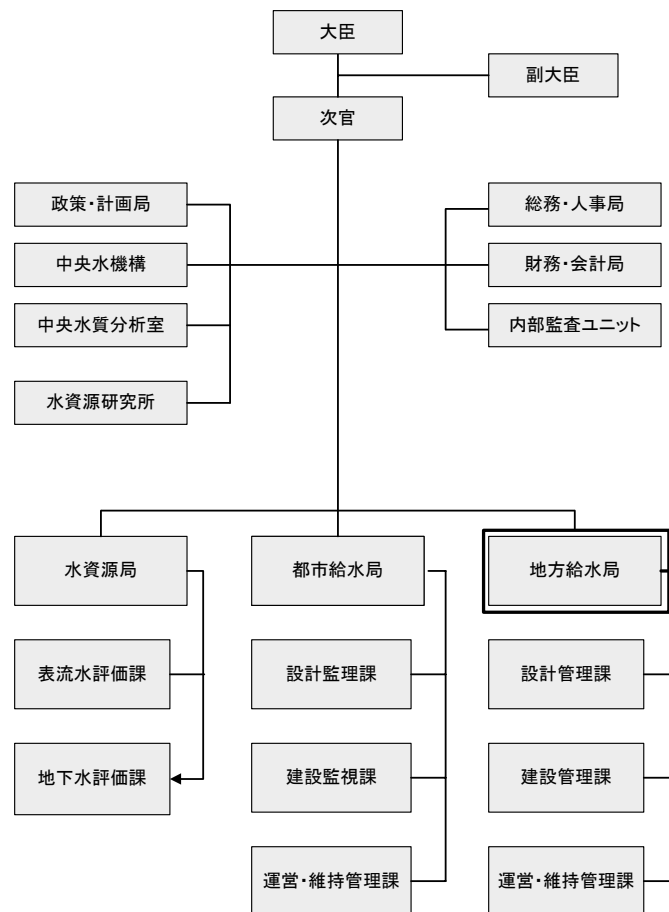 大臣
副大臣
次官
政策・計画局
総務・人事局
中央水機構
財務・会計局
中央水質分析室
内部監査ユニット
水資源研究所
水資源局
都市給水局
地方給水局
表流水評価課
設計監理課
設計管理課
地下水評価課
建設監視課
建設管理課
運営・維持管理課
運営・維持管理課